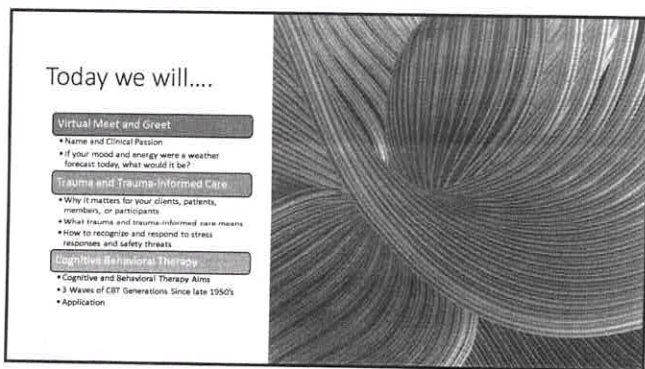 Today we will....
Virtual Meet and Greet
• Name and Clinical Passion
• If your mood and energy were a weather
forecast today, what would it be?
Trauma and Trauma-Informed Care
• Why it matters for your clients, patients,
members, or participants
• What trauma and trauma-informed care means
• How to recognize and respond to stress
responses and safety threats
Cognitive Behavioral Therapy
• Cognitive and Behavioral Therapy Aims
• 3 Waves of CBT Generations Since late 1950's
• Application